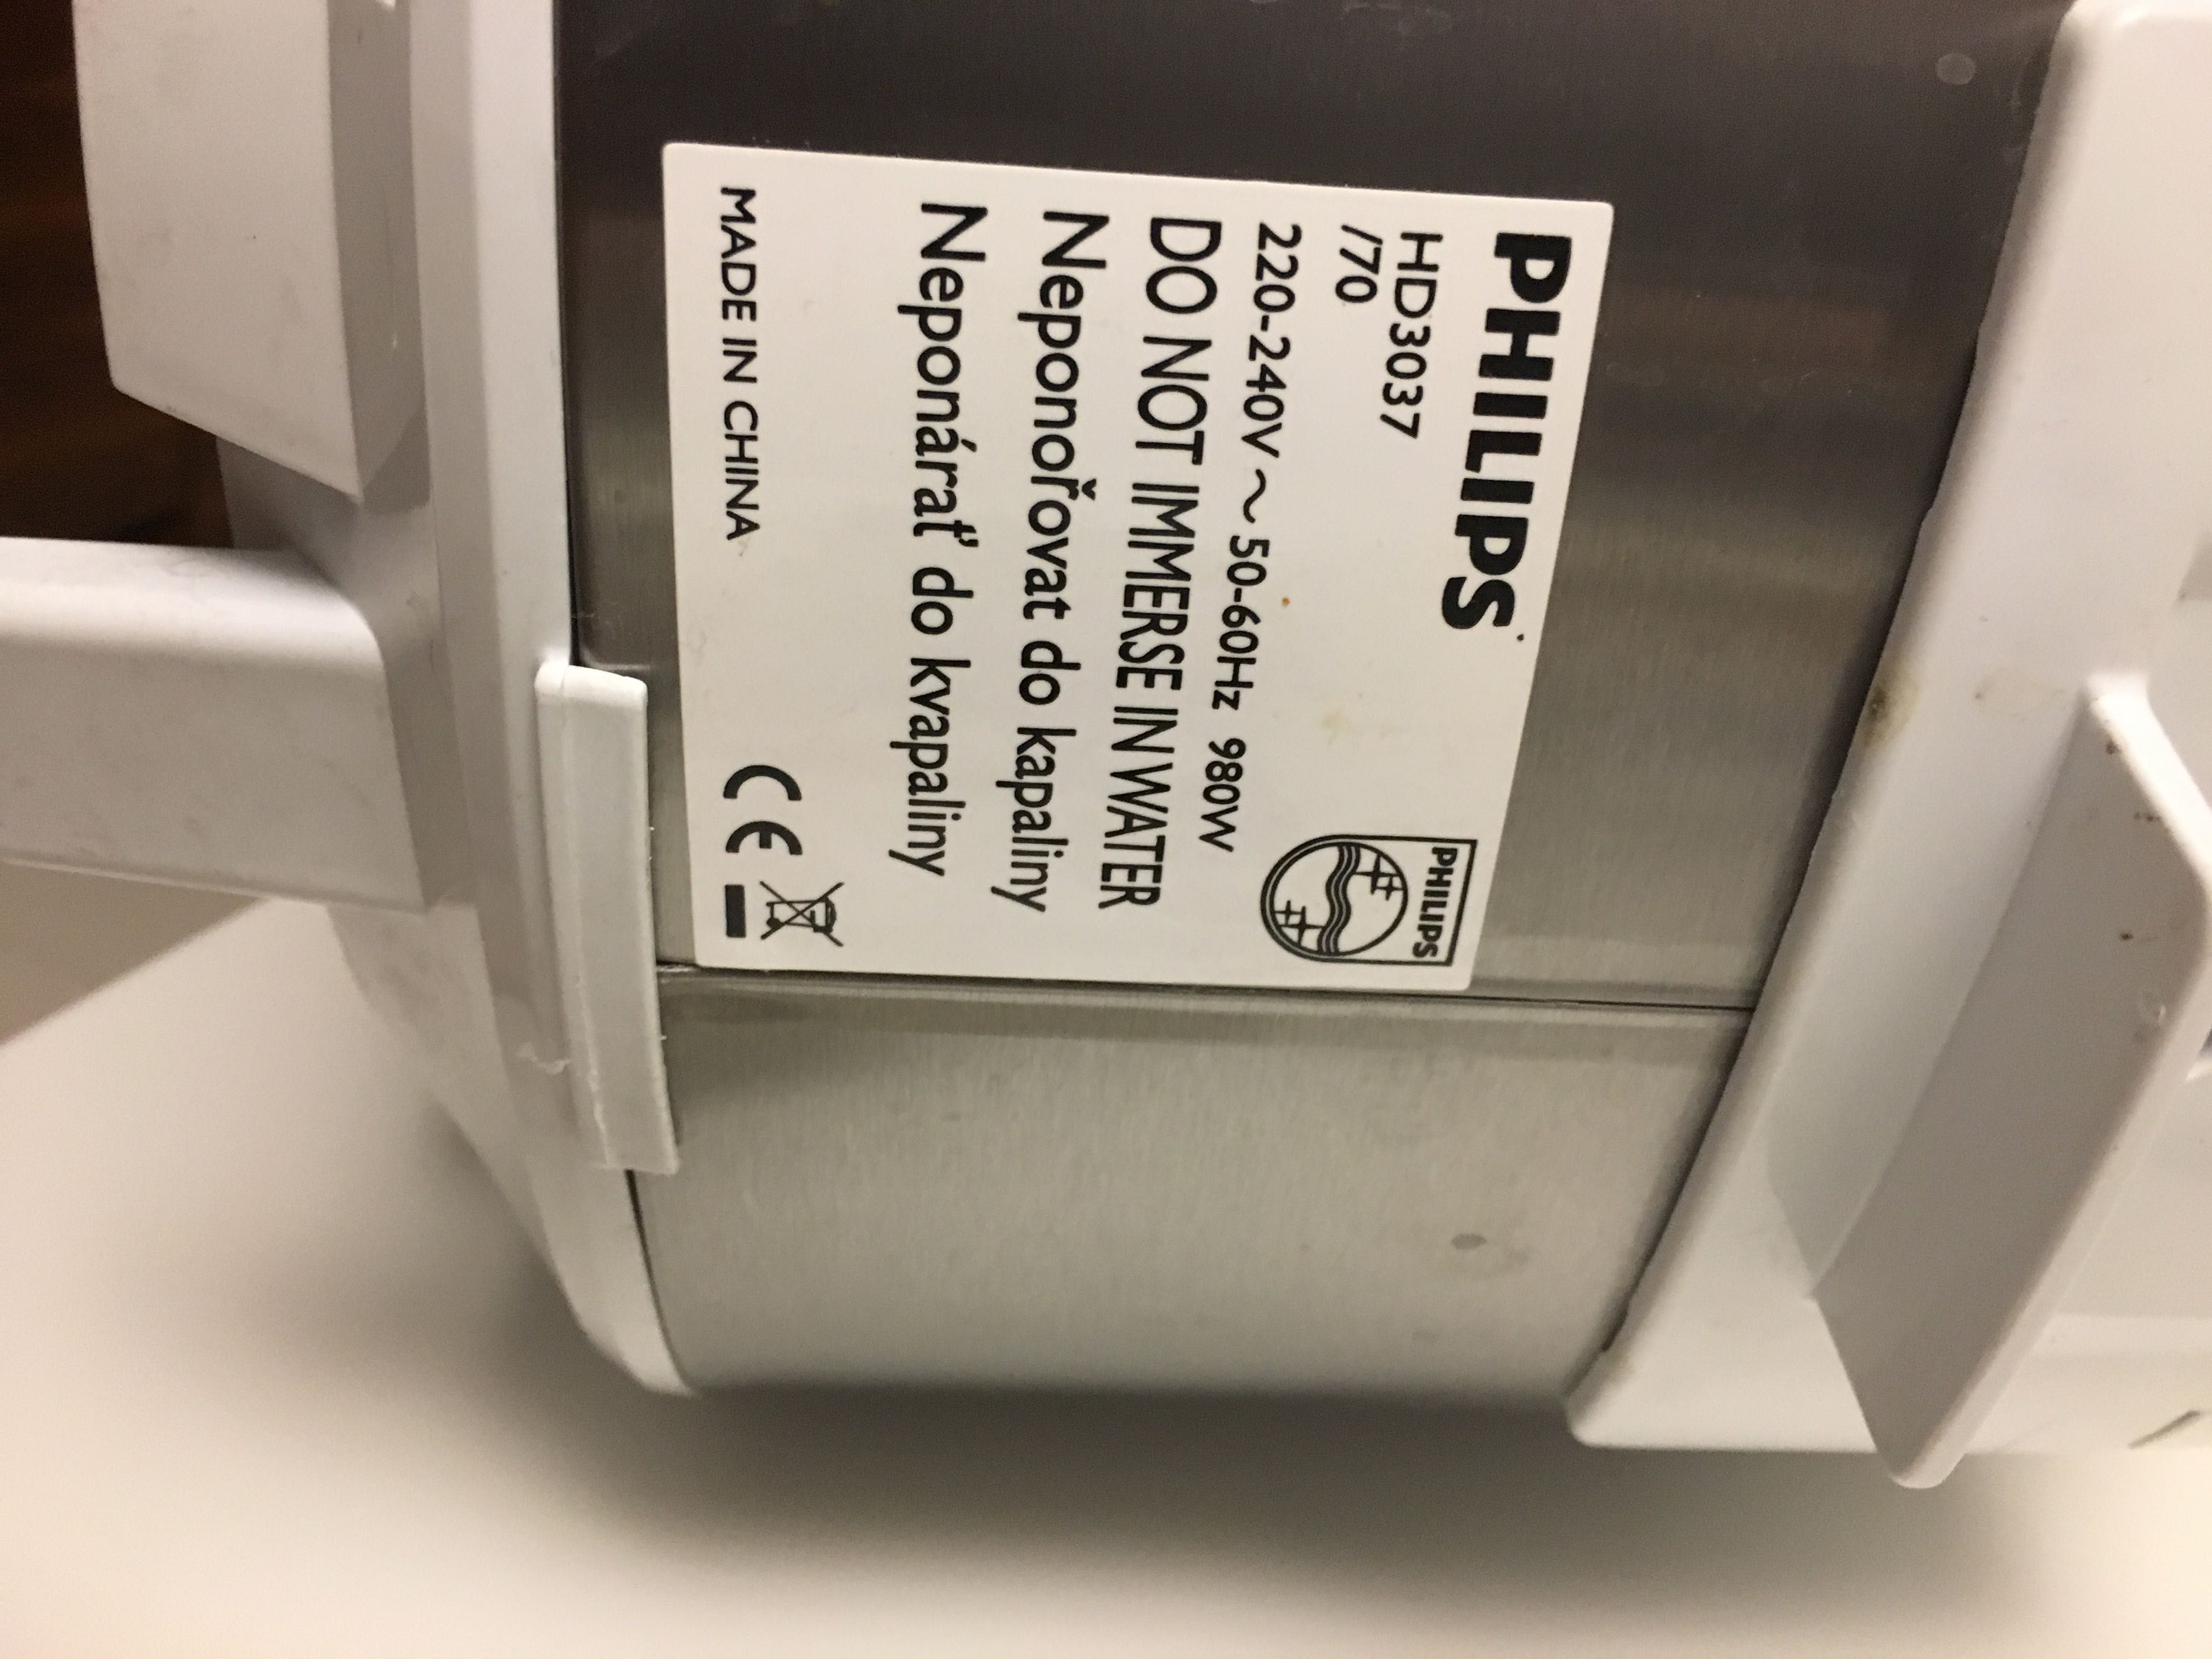 PHILIPS
HD3037
/70
220-240V ~ 50-60Hz 980W
PHILIPS
DO NOT IMMERSE IN WATER
Neponořovat do kapaliny
Neponárať do kvapaliny
MADE IN CHINA
CE